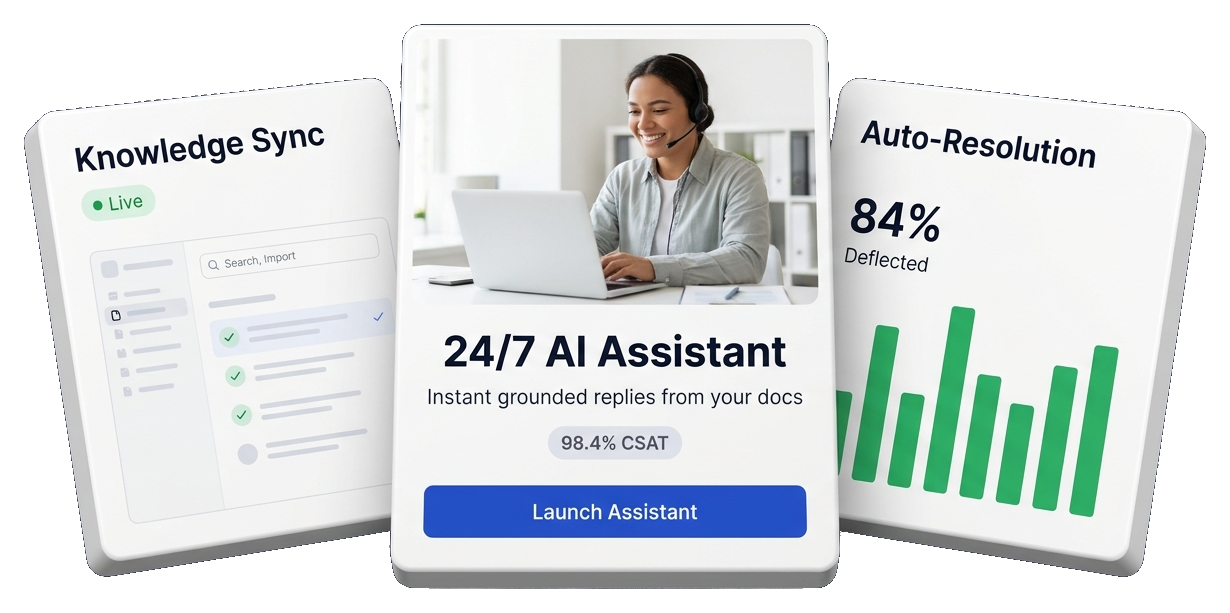 Knowledge Sync
Live
Search, Import
24/7 AI Assistant
Instant grounded replies from your docs
98.4% CSAT
Launch Assistant
Auto-Resolution
84%
Deflected